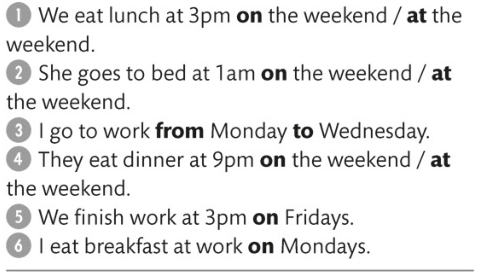 1 We eat lunch at 3pm on the weekend / at the
weekend.
2 She goes to bed at 1am on the weekend / at
the weekend.
3 I go to work from Monday to Wednesday.
4 They eat dinner at 9pm on the weekend / at
the weekend.
5 We finish work at 3pm on Fridays.
6 I eat breakfast at work on Mondays.